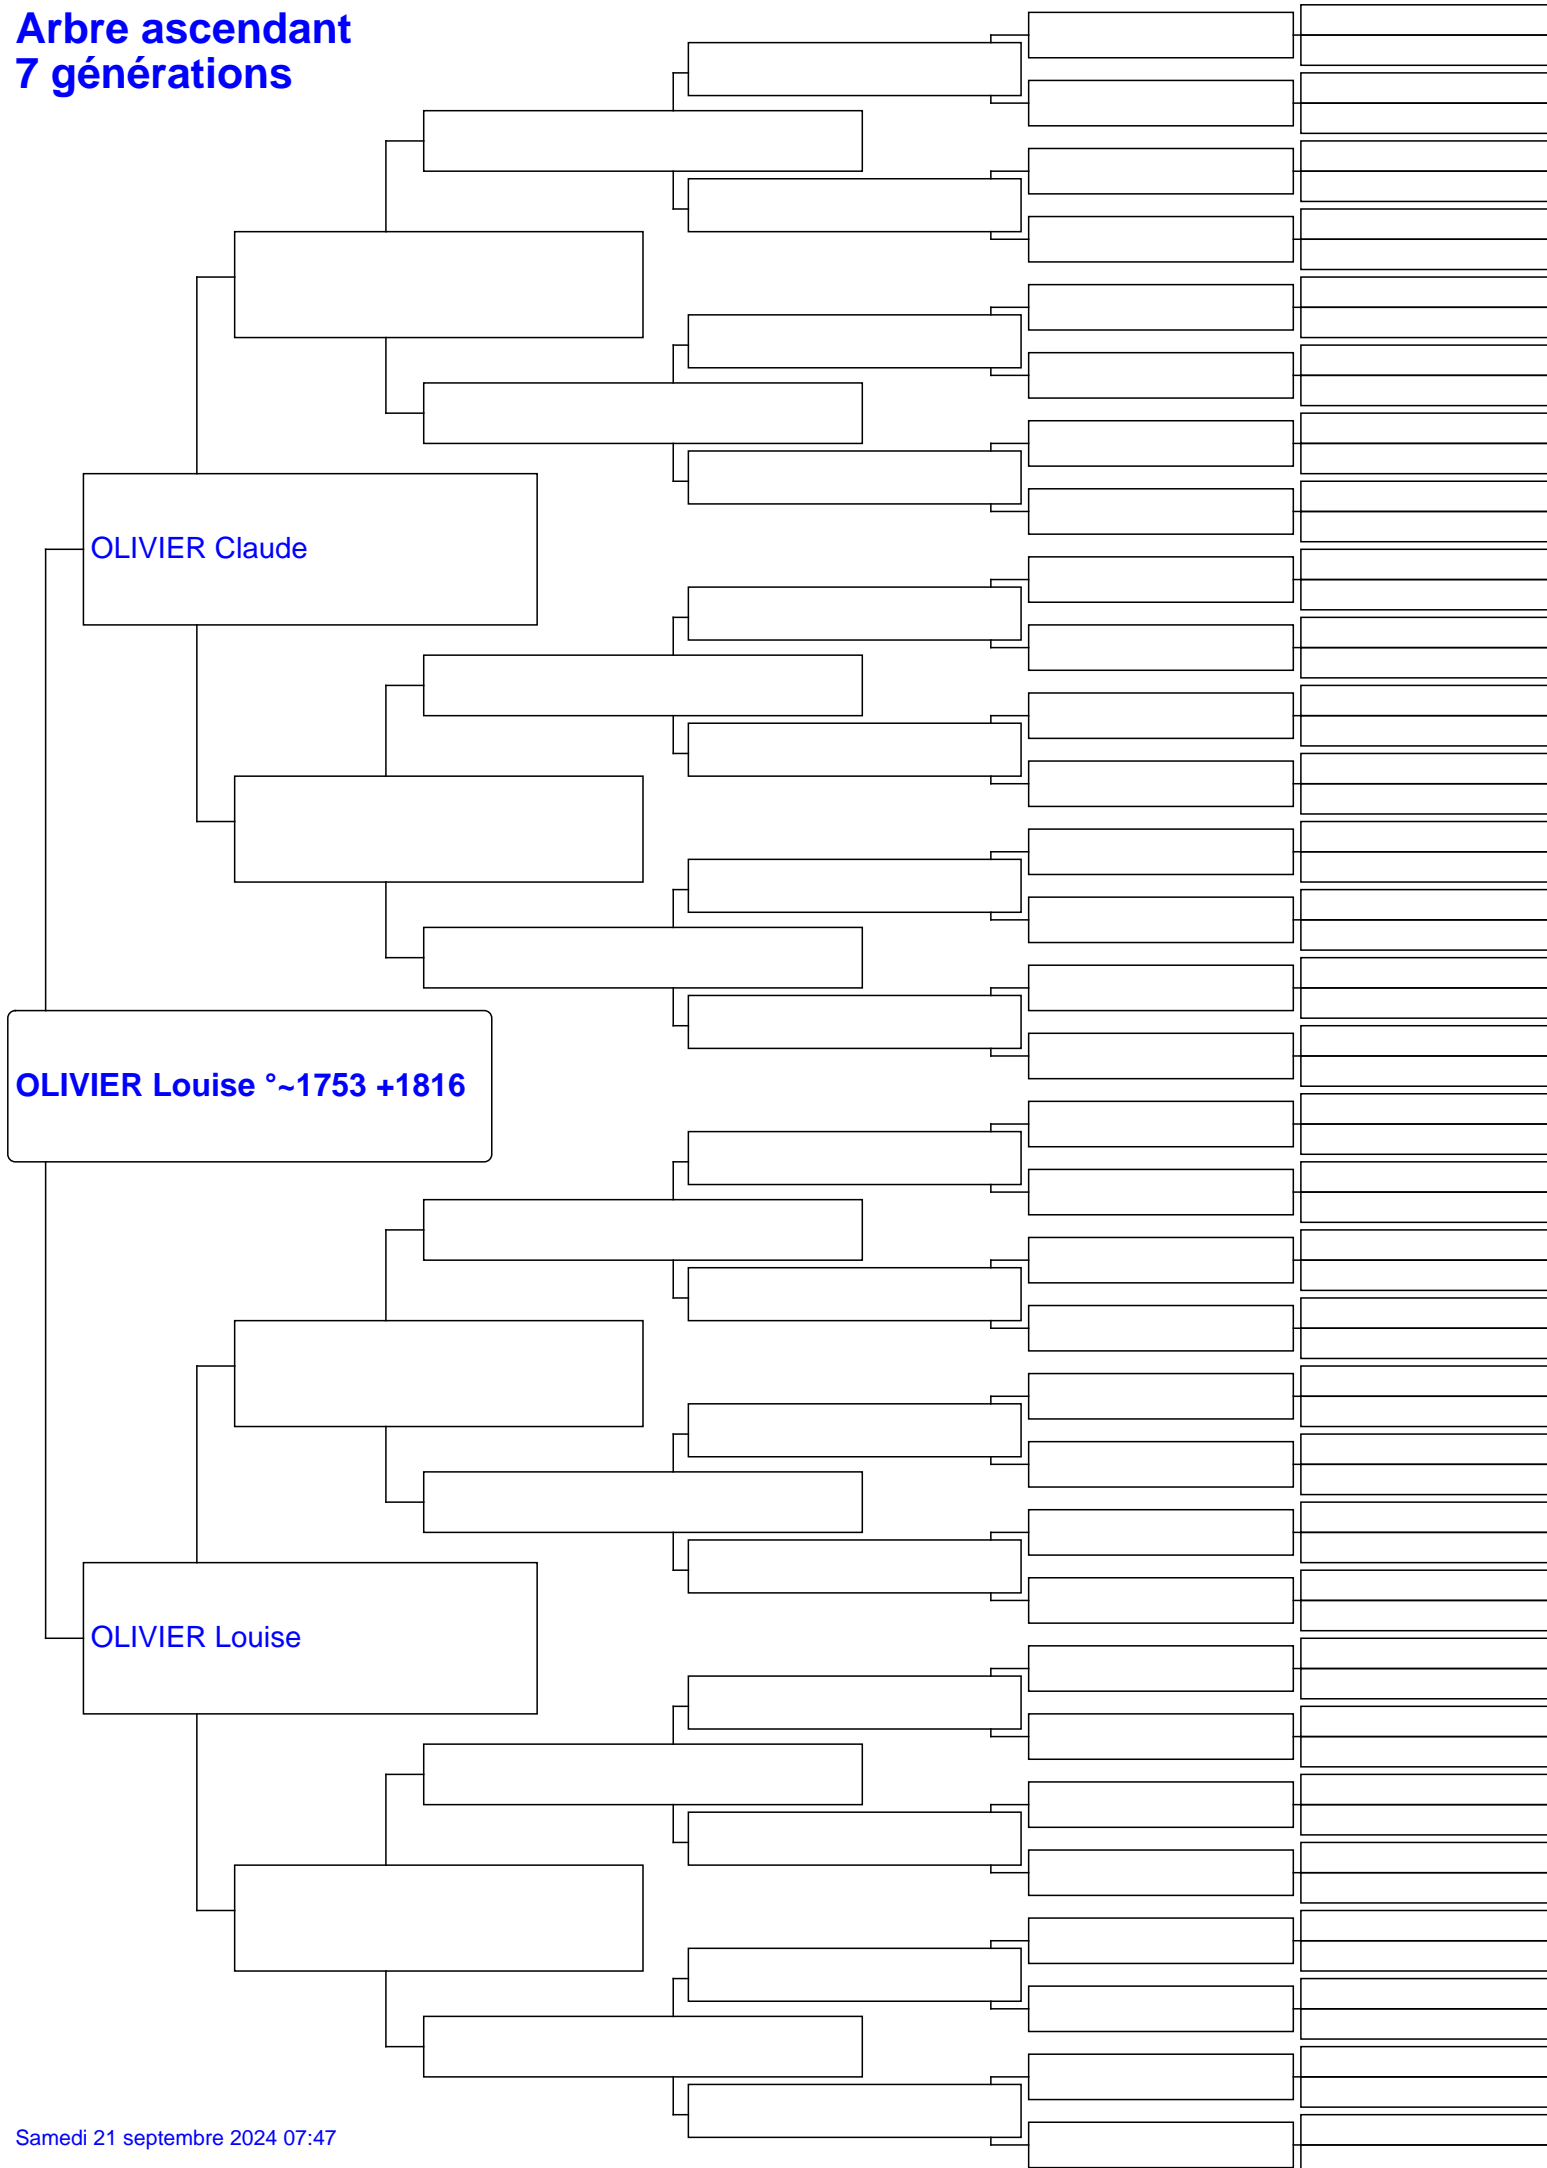 Arbre ascendant
7 générations
OLIVIER Claude
OLIVIER Louise °~1753 +1816
OLIVIER Louise
Samedi 21 septembre 2024 07:47